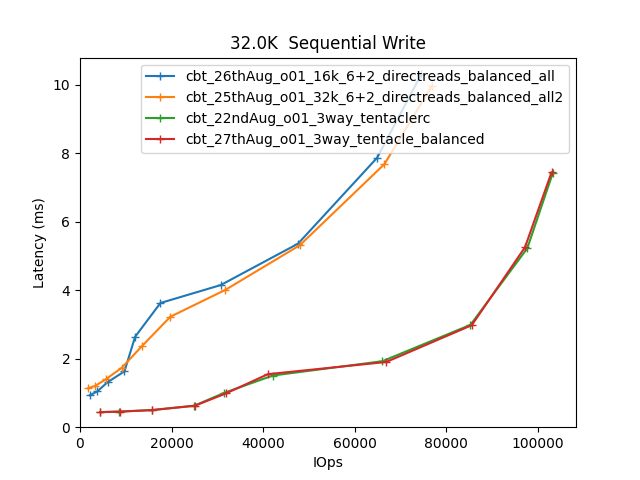 32.0K  Sequential Write
cbt_26thAug_o01_16k_6+2_directreads_balanced_all
cbt_25thAug_o01_32k_6+2_directreads_balanced_all2
cbt_22ndAug_o01_3way_tentaclerc
cbt_27thAug_o01_3way_tentacle_balanced
Latency (ms)
10
8
6
4
2
0
0 20000 40000 60000 80000 100000
IOps